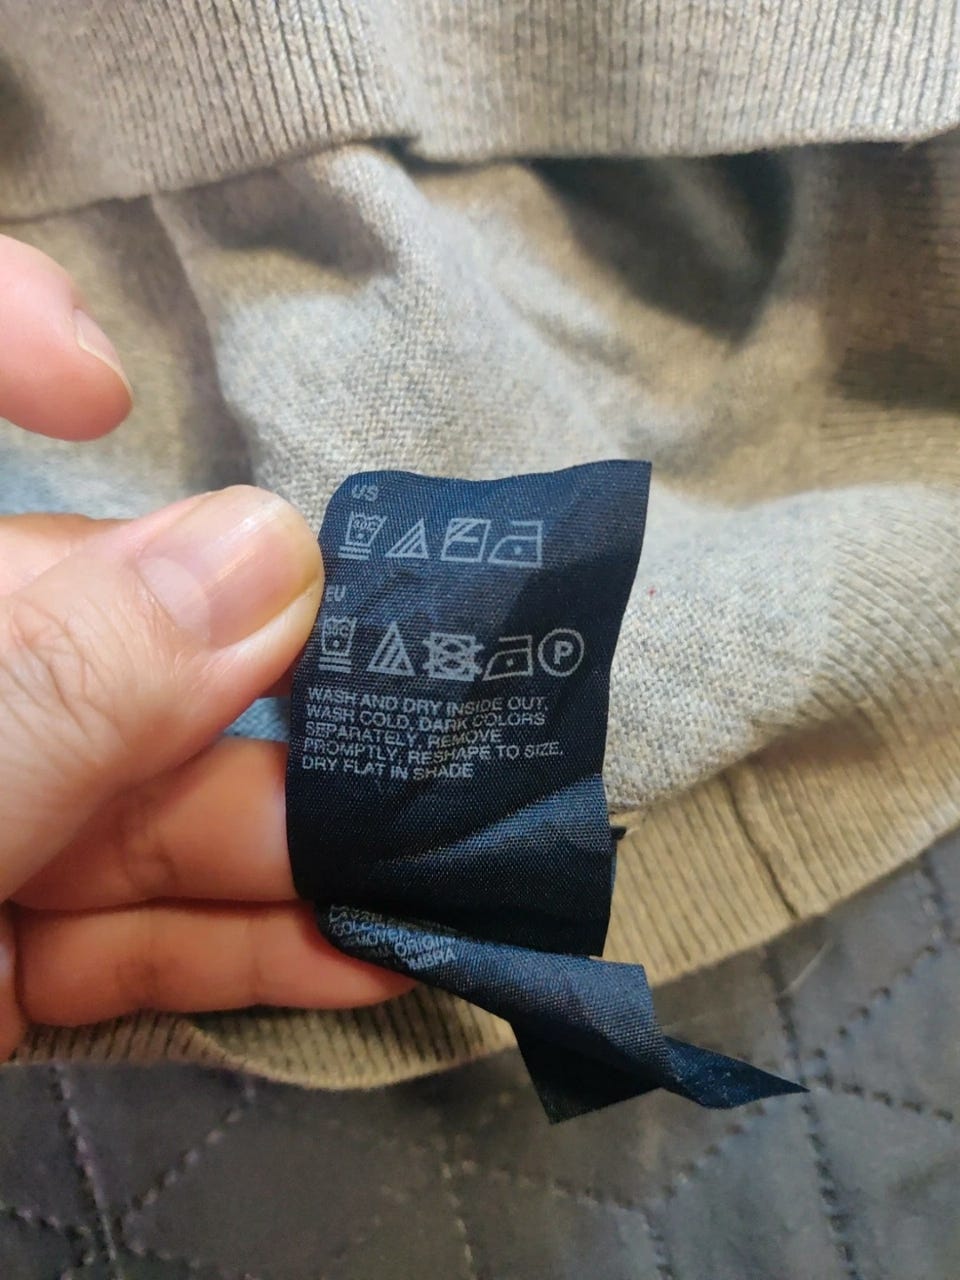 US
EU
P
WASH AND DRY INSIDE OUT,
WASH COLD, DARK COLORS
SEPARATELY, REMOVE
PROMPTLY, RESHAPE TO SIZE,
DRY FLAT IN SHADE